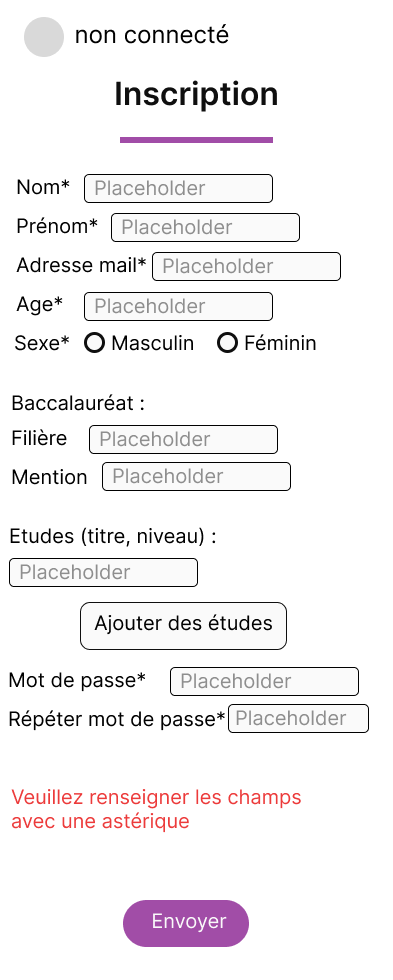 non connecté
Inscription
Nom* Placeholder
Prénom* Placeholder
Adresse mail* Placeholder
Age* Placeholder
Sexe* Masculin Féminin
Baccalauréat :
Filière Placeholder
Mention Placeholder
Etudes (titre, niveau) :
Placeholder
Ajouter des études
Mot de passe* Placeholder
Répéter mot de passe* Placeholder
Veuillez renseigner les champs
avec une astérique
Envoyer